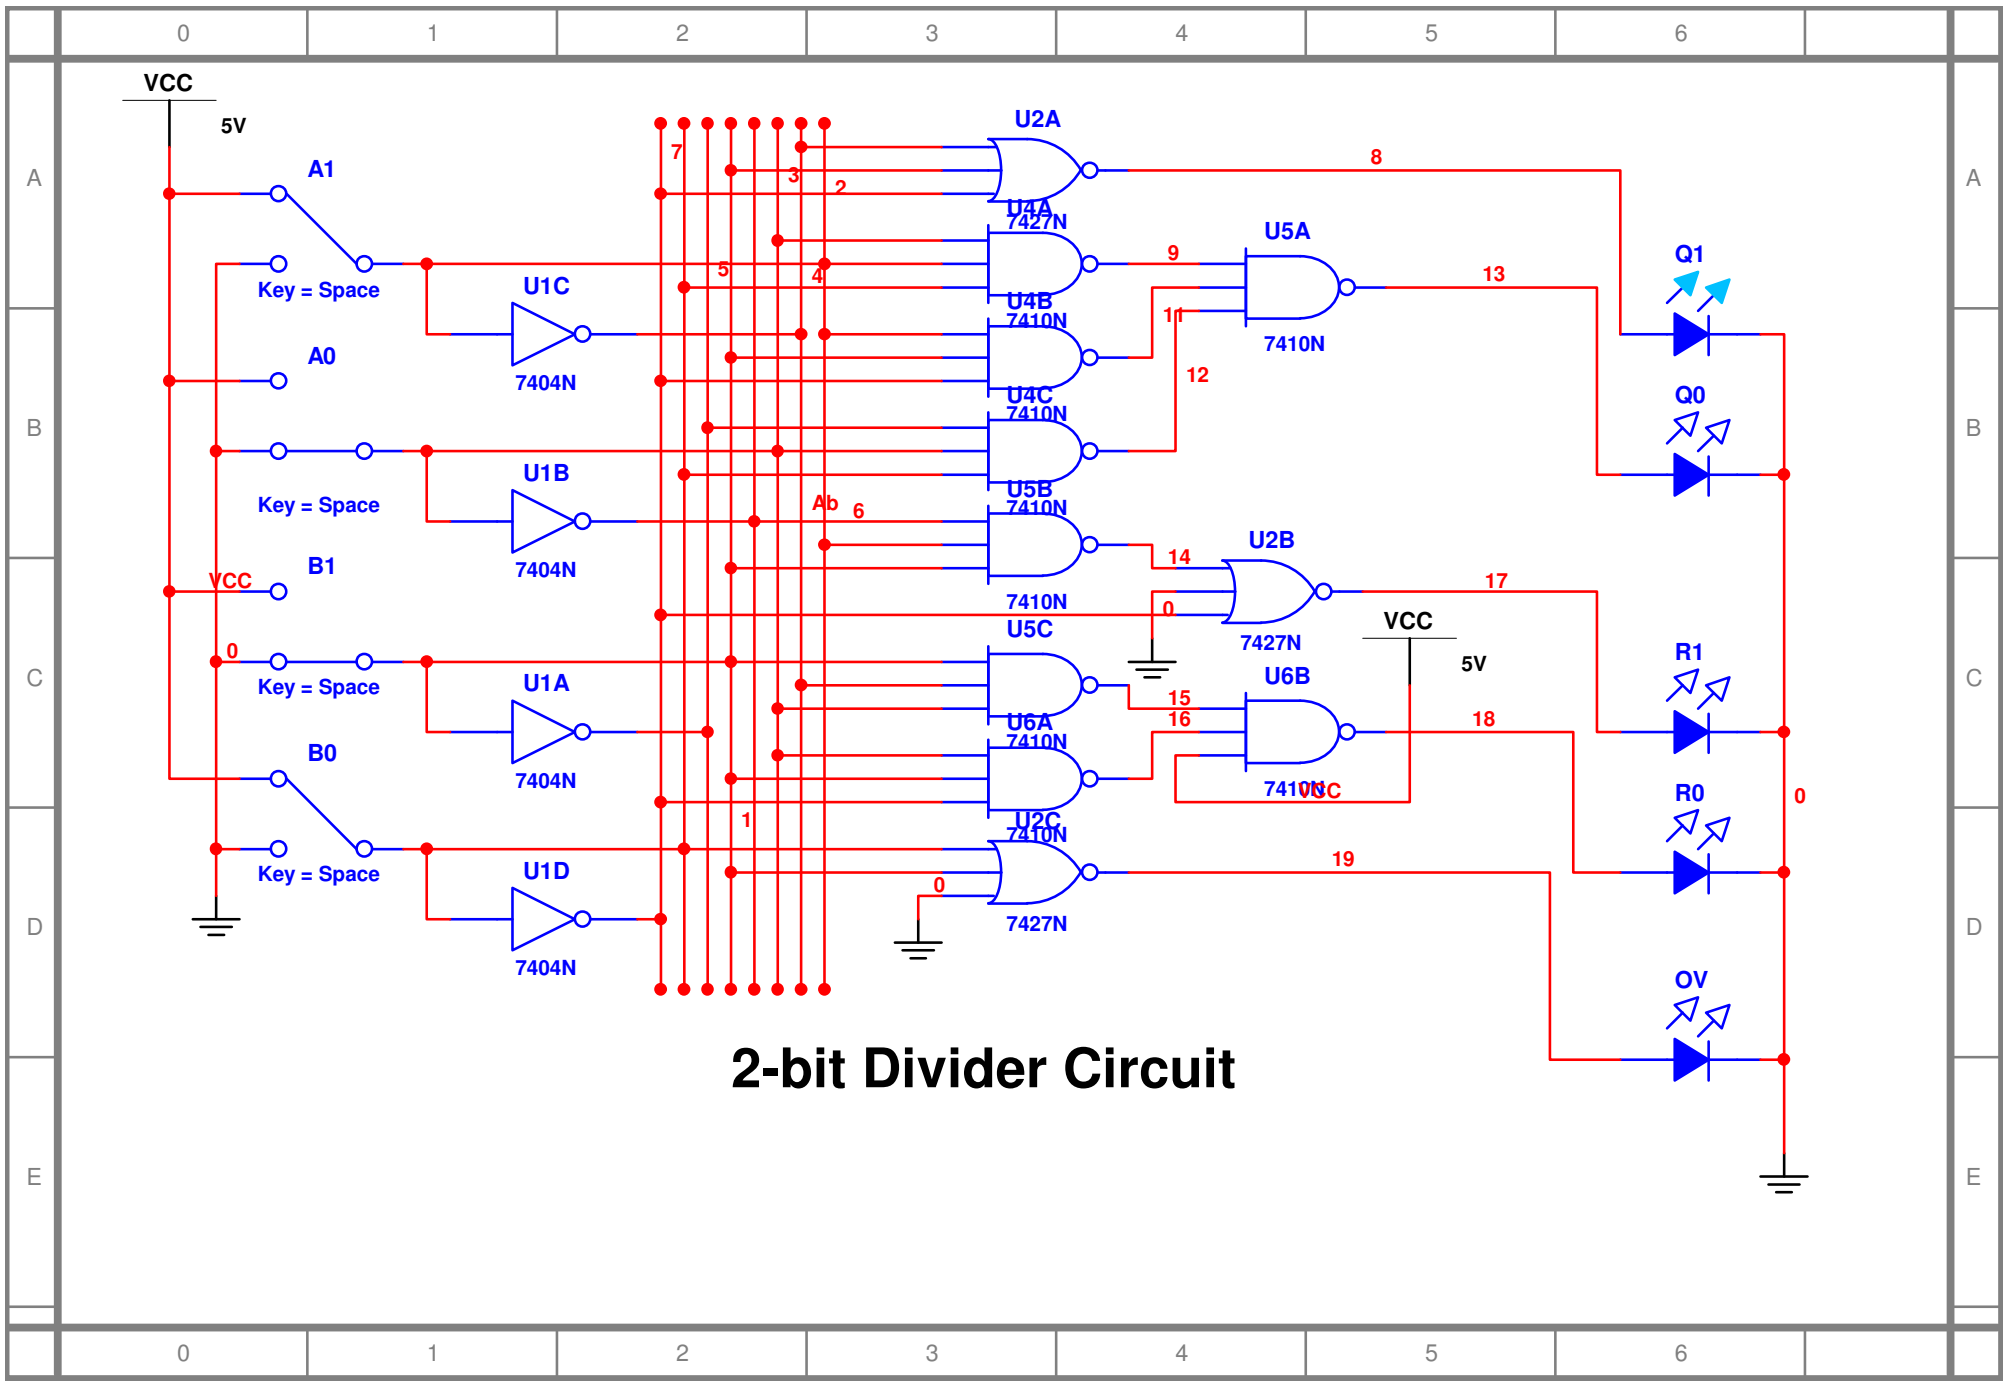 0 1 2 3 4 5 6
VCC
5V
A
A
A1
U2A
7
3
2
8
U4A
7427N
U5A
9
Q1
5
4
13
Key = Space
U1C
U4B
11
7410N
7410N
A0
7404N
12
U4C
Q0
7410N
B
B
U1B
U5B
Key = Space
Ab
6
7410N
U2B
14
B1
7404N
VCC
17
7410N
0
VCC
U5C
7427N
0
R1
5V
C
C
U1A
U6B
Key = Space
15
U6A
16
18
7410N
B0
7404N
7410N
VCC
R0
0
1
U2C
7410N
19
U1D
Key = Space
0
7427N
D
D
7404N
OV
2-bit Divider Circuit
E
E
0 1 2 3 4 5 6